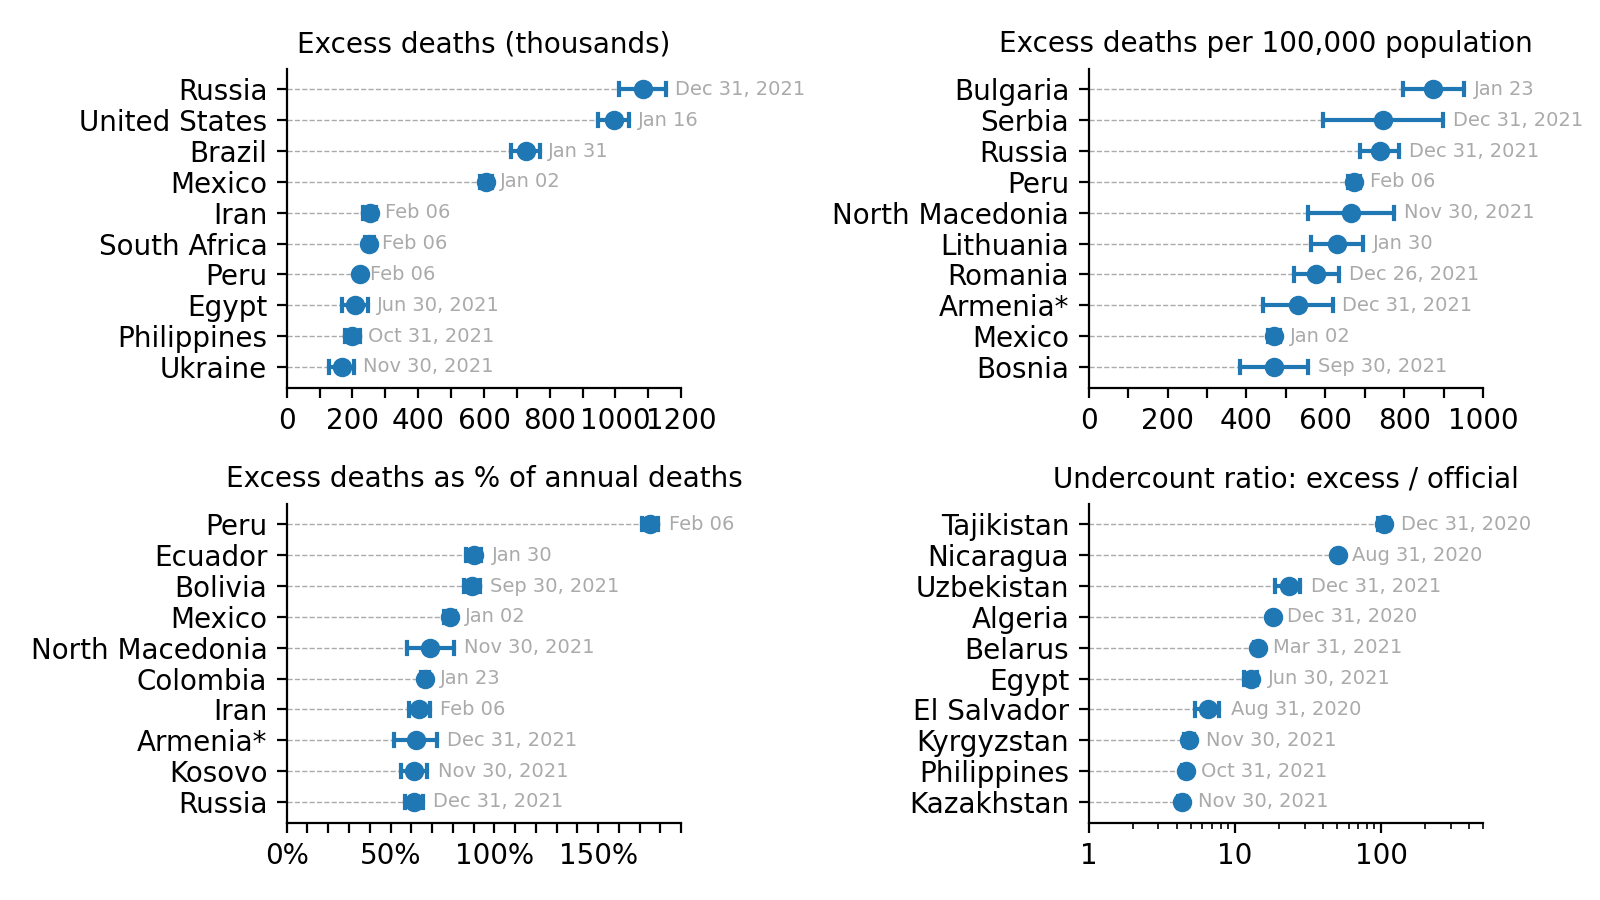 Excess deaths (thousands)
Russia Dec 31, 2021
United States Jan 16
Brazil Jan 31
Mexico Jan 02
Iran Feb 06
South Africa Feb 06
Peru Feb 06
Egypt Jun 30, 2021
Philippines Oct 31, 2021
Ukraine Nov 30, 2021
0 200 400 600 800 1000 1200
Excess deaths per 100,000 population
Bulgaria Jan 23
Serbia Dec 31, 2021
Russia Dec 31, 2021
Peru Feb 06
North Macedonia Nov 30, 2021
Lithuania Jan 30
Romania Dec 26, 2021
Armenia* Dec 31, 2021
Mexico Jan 02
Bosnia Sep 30, 2021
0 200 400 600 800 1000
Excess deaths as % of annual deaths
Peru Feb 06
Ecuador Jan 30
Bolivia Sep 30, 2021
Mexico Jan 02
North Macedonia Nov 30, 2021
Colombia Jan 23
Iran Feb 06
Armenia* Dec 31, 2021
Kosovo Nov 30, 2021
Russia Dec 31, 2021
0% 50% 100% 150%
Undercount ratio: excess / official
Tajikistan Dec 31, 2020
Nicaragua Aug 31, 2020
Uzbekistan Dec 31, 2021
Algeria Dec 31, 2020
Belarus Mar 31, 2021
Egypt Jun 30, 2021
El Salvador Aug 31, 2020
Kyrgyzstan Nov 30, 2021
Philippines Oct 31, 2021
Kazakhstan Nov 30, 2021
1 10 100